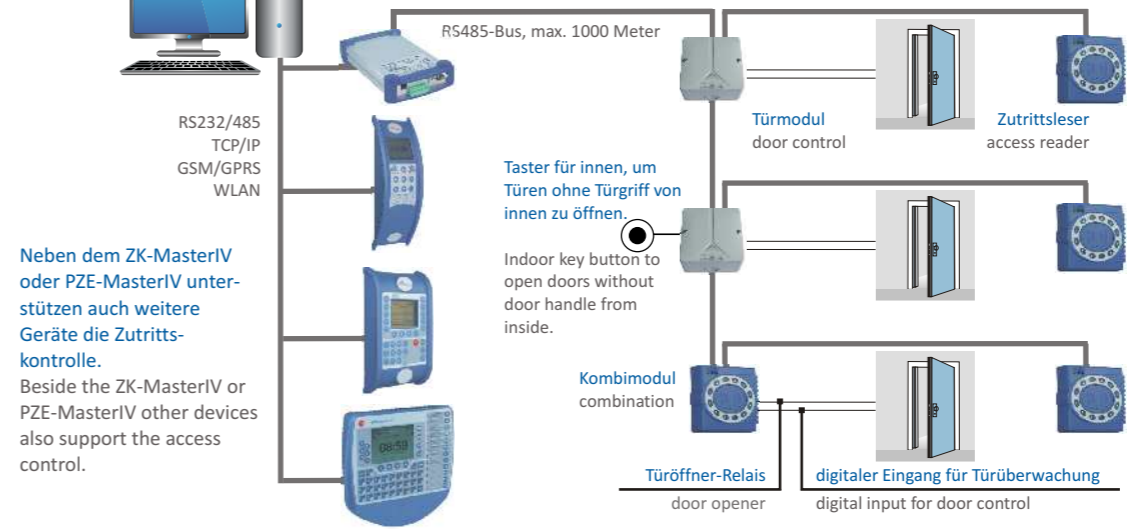 RS485-Bus, max. 1000 Meter
RS232/485
TCP/IP
GSM/GPRS
WLAN
Türmodul
door control
Zutrittsleser
access reader
Taster für innen, um
Türen ohne Türgriff von
innen zu öffnen.
Indoor key button to
open doors without
door handle from
inside.
Neben dem ZK-MasterIV
oder PZE-MasterIV unter-
stützen auch weitere
Geräte die Zutritts-
kontrolle.
Beside the ZK-MasterIV or
PZE-MasterIV other devices
also support the access
control.
Kombimodul
combination
08:59
Türöffner-Relais
door opener
digitaler Eingang für Türüberwachung
digital input for door control